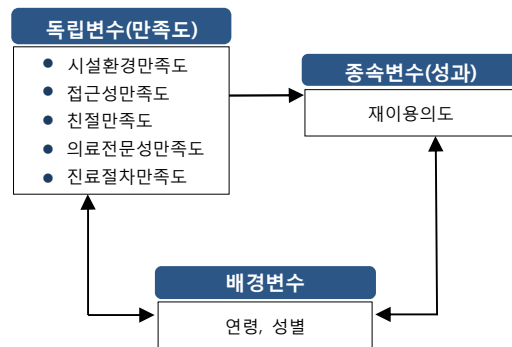 독립변수(만족도)
시설환경만족도
접근성만족도
친절만족도
의료전문성만족도
진료절차만족도
종속변수(성과)
재이용의도
배경변수
연령, 성별